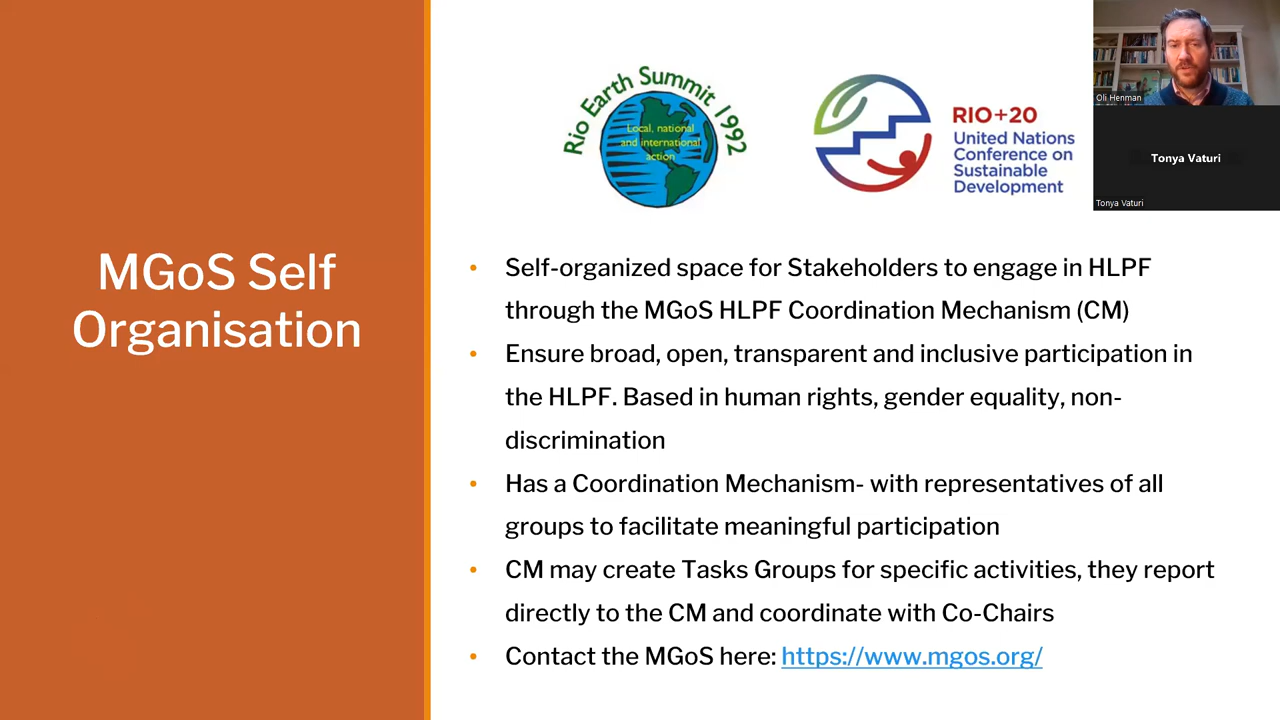 MGoS Self
Organisation
Rio Earth Summit 1992
Local, national
and international
action
RIO+20
United Nations
Conference on
Sustainable
Development
Oli Henman
Tonya Vaturi
Tonya Vaturi
• Self-organized space for Stakeholders to engage in HLPF
through the MGoS HLPF Coordination Mechanism (CM)
• Ensure broad, open, transparent and inclusive participation in
the HLPF. Based in human rights, gender equality, non-
discrimination
• Has a Coordination Mechanism- with representatives of all
groups to facilitate meaningful participation
• CM may create Tasks Groups for specific activities, they report
directly to the CM and coordinate with Co-Chairs
• Contact the MGoS here: https://www.mgos.org/